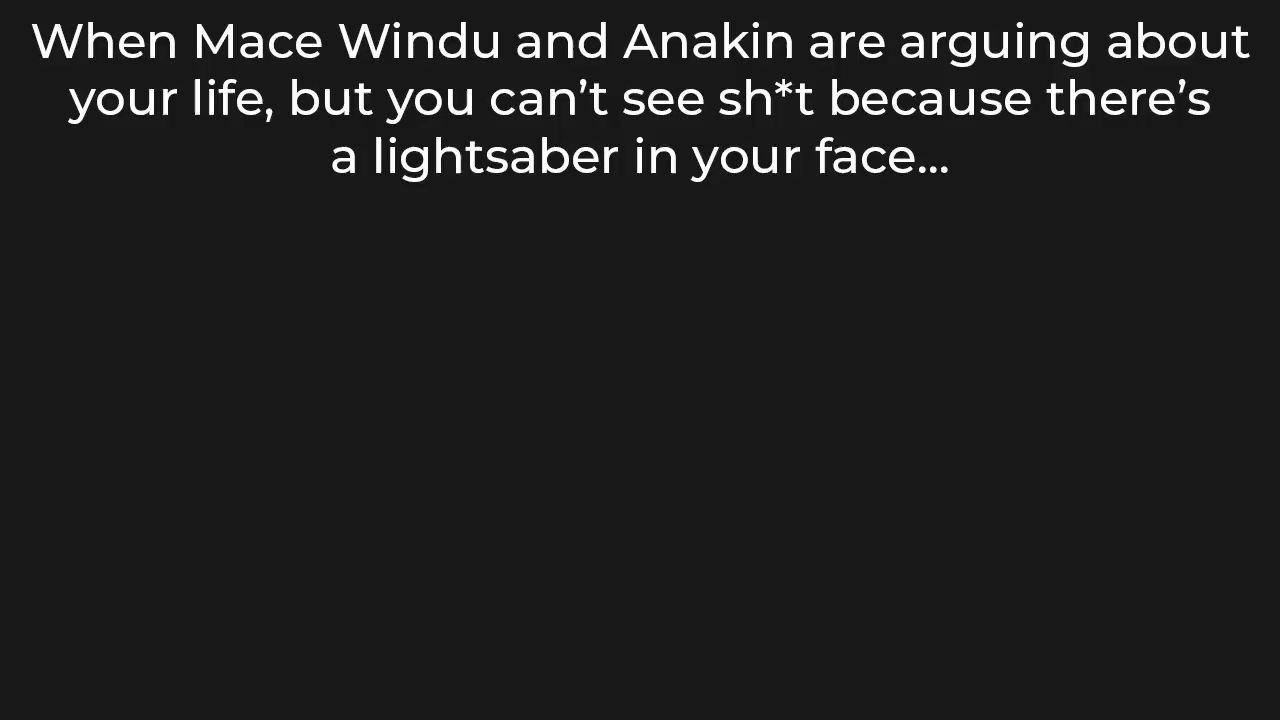 When Mace Windu and Anakin are arguing about
your life, but you can’t see sh*t because there’s
a lightsaber in your face...